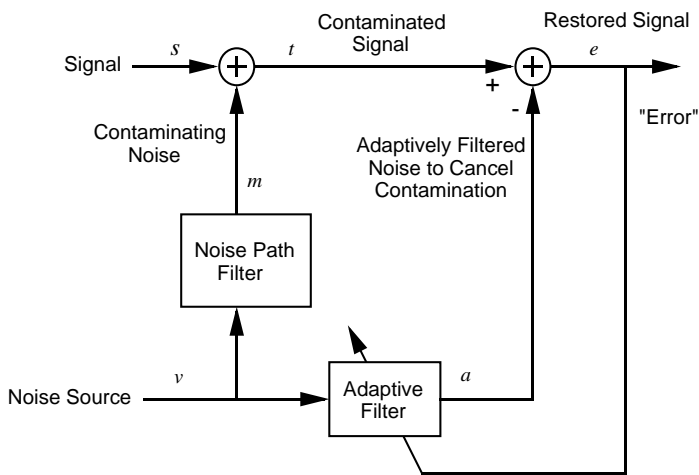 Contaminated
Signal
Restored Signal
Signal
s
t
e
+
-
"Error"
Contaminating
Noise
Adaptively Filtered
Noise to Cancel
Contamination
m
Noise Path
Filter
v
Noise Source
Adaptive
Filter
a